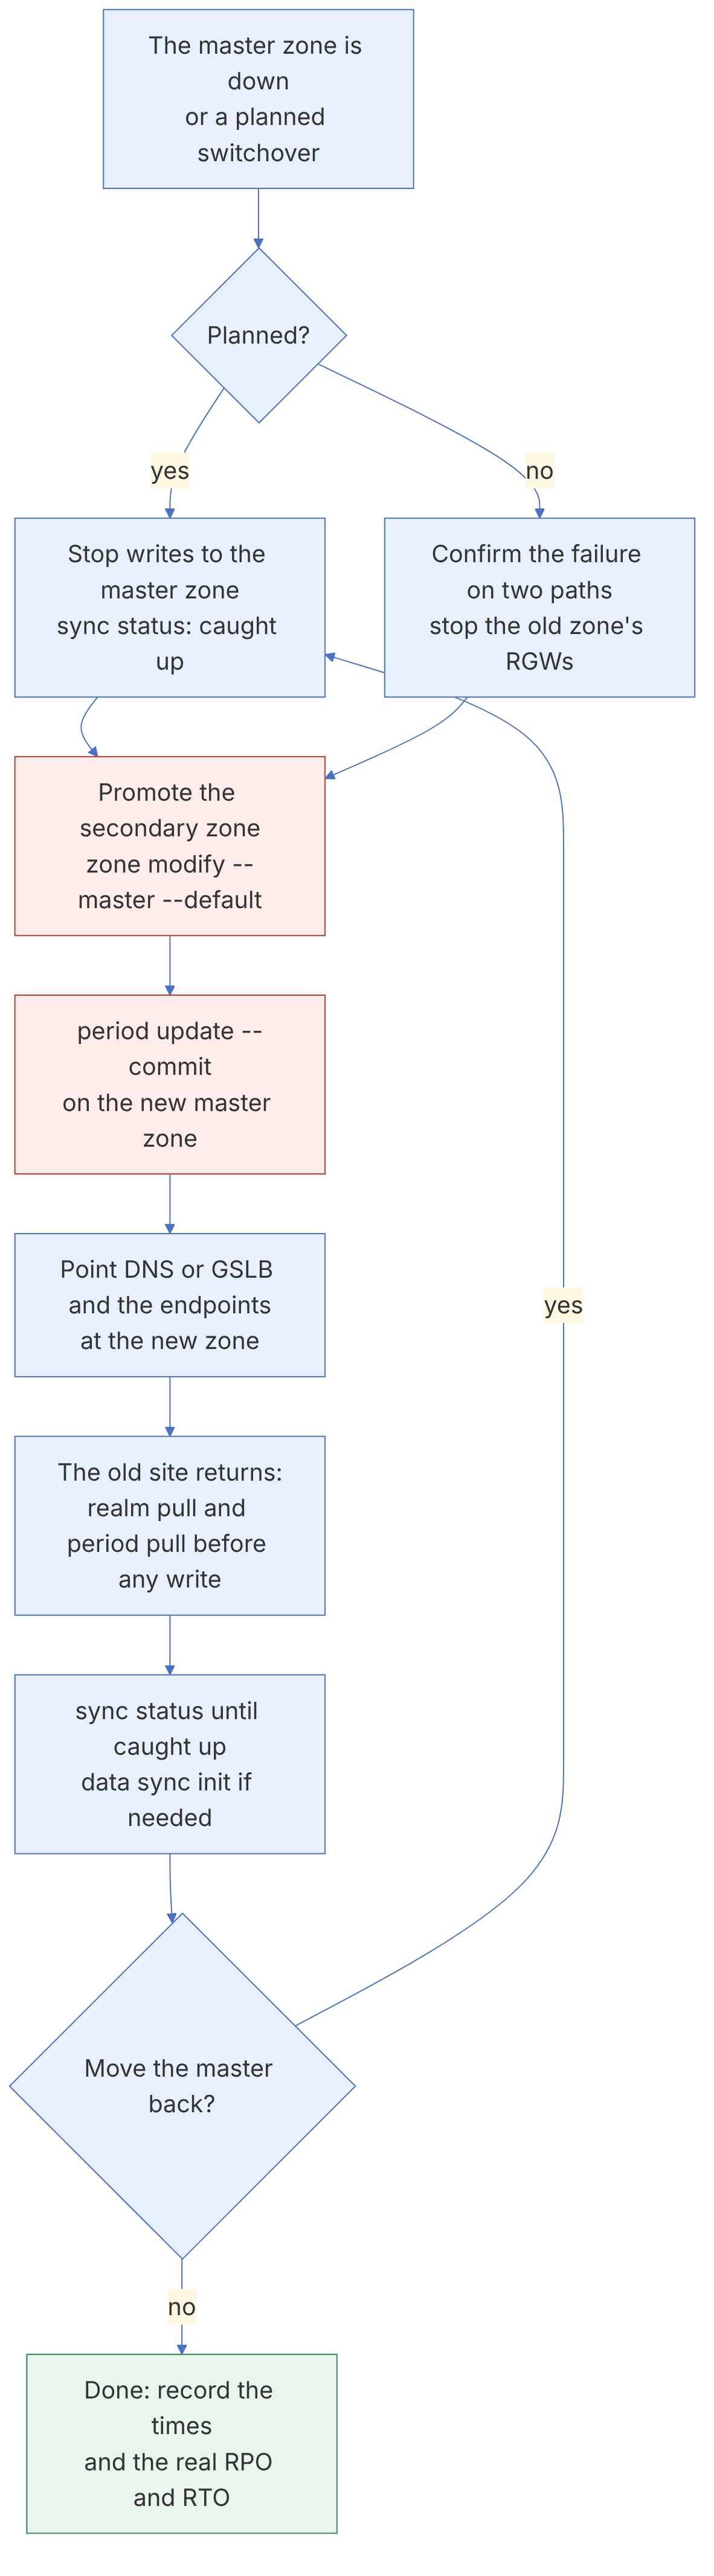 The master zone is
down
or a planned
switchover
Planned?
yes
no
Stop writes to the
master zone
sync status: caught
up
Confirm the failure
on two paths
stop the old zone's
RGWs
Promote the
secondary zone
zone modify --
master --default
period update --
commit
on the new master
zone
Point DNS or GSLB
and the endpoints
at the new zone
yes
The old site returns:
realm pull and
period pull before
any write
sync status until
caught up
data sync init if
needed
Move the master
back?
no
Done: record the
times
and the real RPO
and RTO